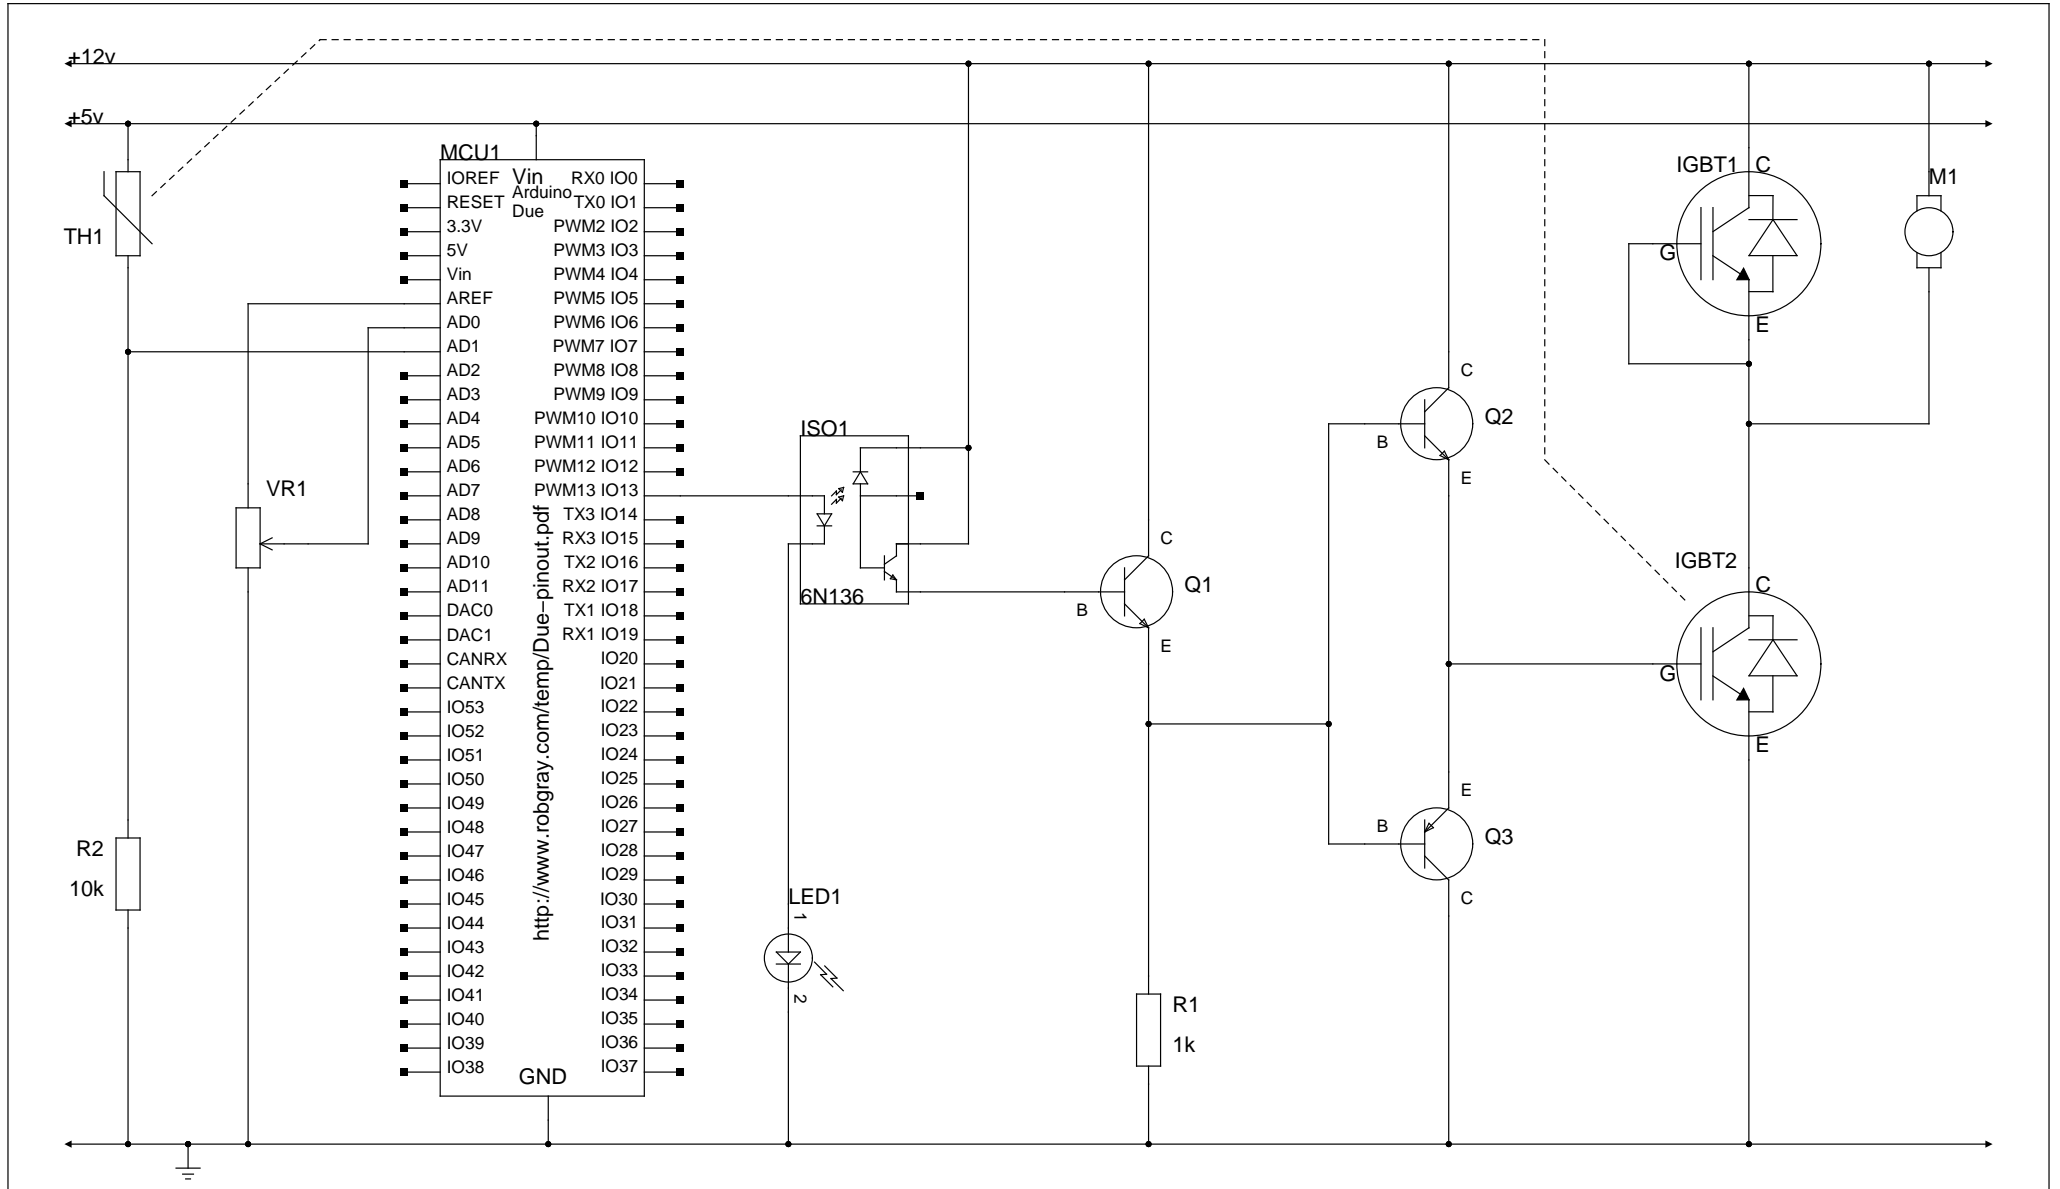 +12v
+5v
MCU1
Vin
Arduino
Due
IOREF
RESET
3.3V
5V
Vin
AREF
AD0
AD1
AD2
AD3
AD4
AD5
AD6
AD7
AD8
AD9
AD10
AD11
DAC0
DAC1
CANRX
CANTX
IO53
IO52
IO51
IO50
IO49
IO48
IO47
IO46
IO45
IO44
IO43
IO42
IO41
IO40
IO39
IO38
http://www.robgray.com/temp/Due-pinout.pdf
RX0 IO0
TX0 IO1
PWM2 IO2
PWM3 IO3
PWM4 IO4
PWM5 IO5
PWM6 IO6
PWM7 IO7
PWM8 IO8
PWM9 IO9
PWM10 IO10
PWM11 IO11
PWM12 IO12
PWM13 IO13
TX3 IO14
RX3 IO15
TX2 IO16
RX2 IO17
TX1 IO18
RX1 IO19
IO20
IO21
IO22
IO23
IO24
IO25
IO26
IO27
IO28
IO29
IO30
IO31
IO32
IO33
IO34
IO35
IO36
IO37
GND
TH1
VR1
R2
10k
ISO1
6N136
LED1
1
2
C
Q1
B
E
R1
1k
C
Q2
B
E
E
B
Q3
C
IGBT1
C
G
E
M1
IGBT2
C
G
E